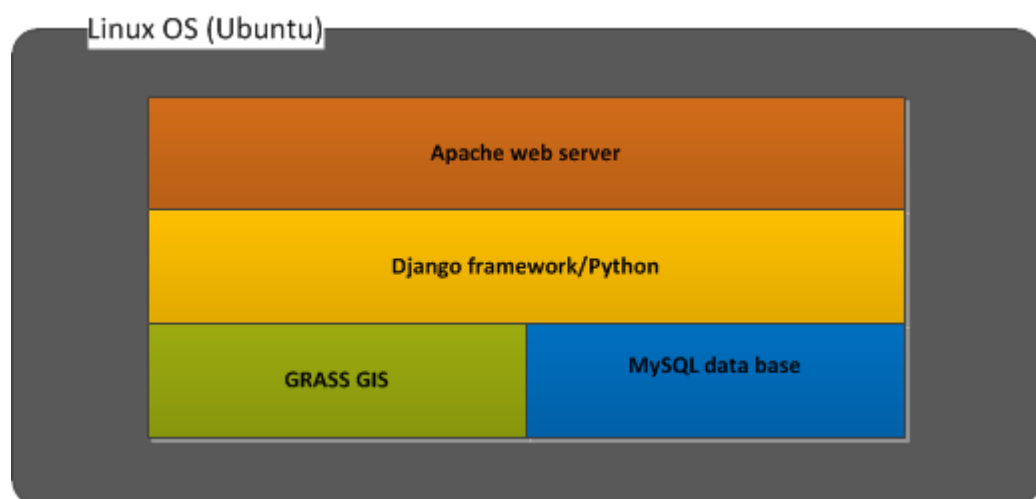 Linux OS (Ubuntu)
Apache web server
Django framework/Python
GRASS GIS
MySQL data base